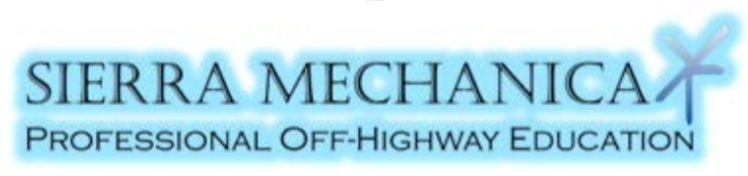 SIERRA MECHANICA
PROFESSIONAL OFF-HIGHWAY EDUCATION